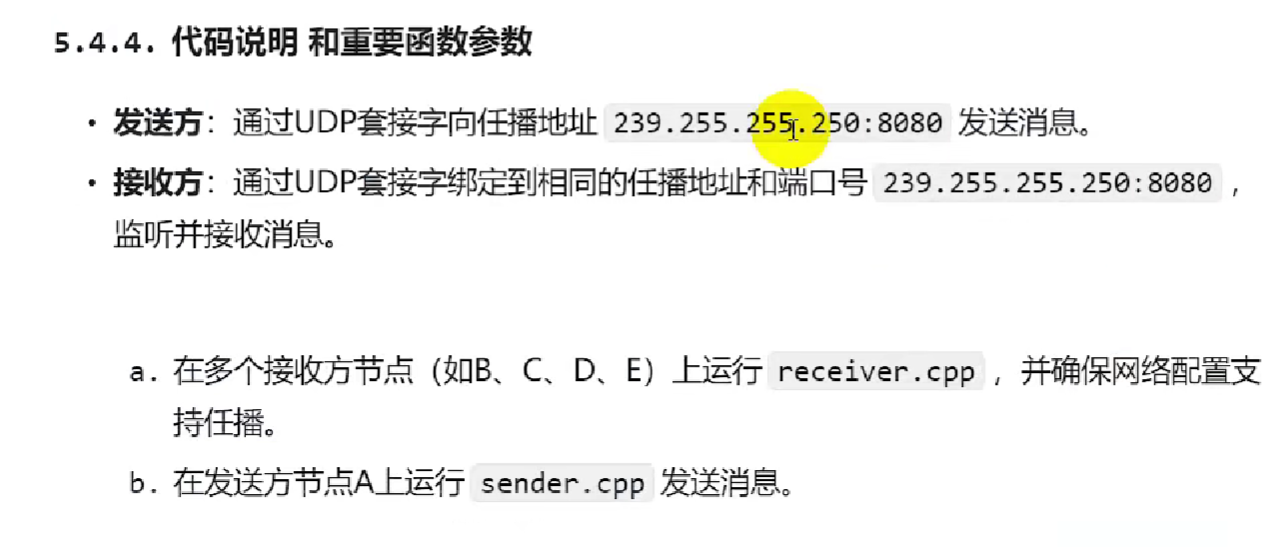 5.4.4. 代码说明 和重要函数参数
• 发送方：通过UDP套接字向任播地址 239.255.255.250:8080 发送消息。
• 接收方：通过UDP套接字绑定到相同的任播地址和端口号 239.255.255.250:8080 ，
监听并接收消息。
a. 在多个接收方节点（如B、C、D、E）上运行 receiver.cpp ，并确保网络配置支
持任播。
b. 在发送方节点A上运行 sender.cpp 发送消息。